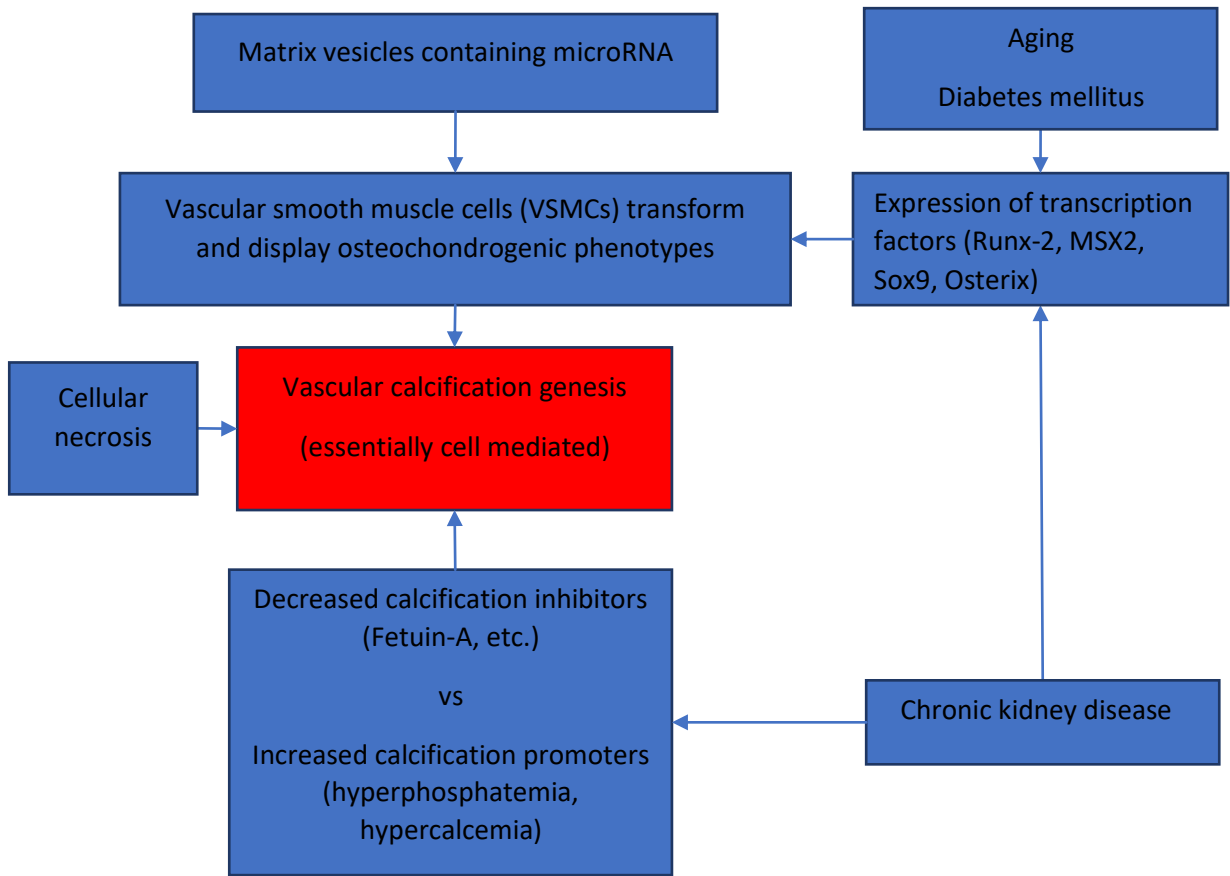 Matrix vesicles containing microRNA
Aging
Diabetes mellitus
Vascular smooth muscle cells (VSMCs) transform
and display osteochondrogenic phenotypes
Expression of transcription
factors (Runx-2, MSX2,
Sox9, Osterix)
Cellular
necrosis
Vascular calcification genesis
(essentially cell mediated)
Decreased calcification inhibitors
(Fetuin-A, etc.)
vs
Increased calcification promoters
(hyperphosphatemia,
hypercalcemia)
Chronic kidney disease